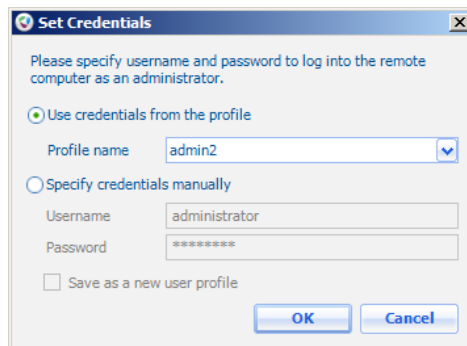 Set Credentials
Please specify username and password to log into the remote
computer as an administrator.
Use credentials from the profile
Profile name admin2
Specify credentials manually
Username administrator
Password ********
Save as a new user profile
OK Cancel